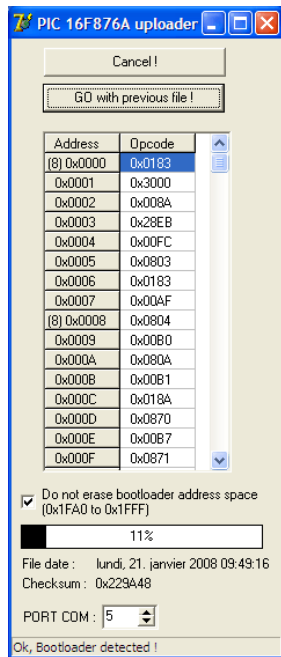 PIC 16F876A uploader
Cancel !
GO with previous file !
Address Opcode
(8) 0x0000 0x0183
0x0001 0x3000
0x0002 0x008A
0x0003 0x28EB
0x0004 0x00FC
0x0005 0x0803
0x0006 0x0183
0x0007 0x00AF
(8) 0x0008 0x0804
0x0009 0x00B0
0x000A 0x080A
0x000B 0x00B1
0x000C 0x018A
0x000D 0x0870
0x000E 0x00B7
0x000F 0x0871
Do not erase bootloader address space
(0x1FA0 to 0x1FFF)
11%
File date : lundi, 21. janvier 2008 09:49:16
Checksum : 0x229A48
PORT COM : 5
Ok, Bootloader detected !